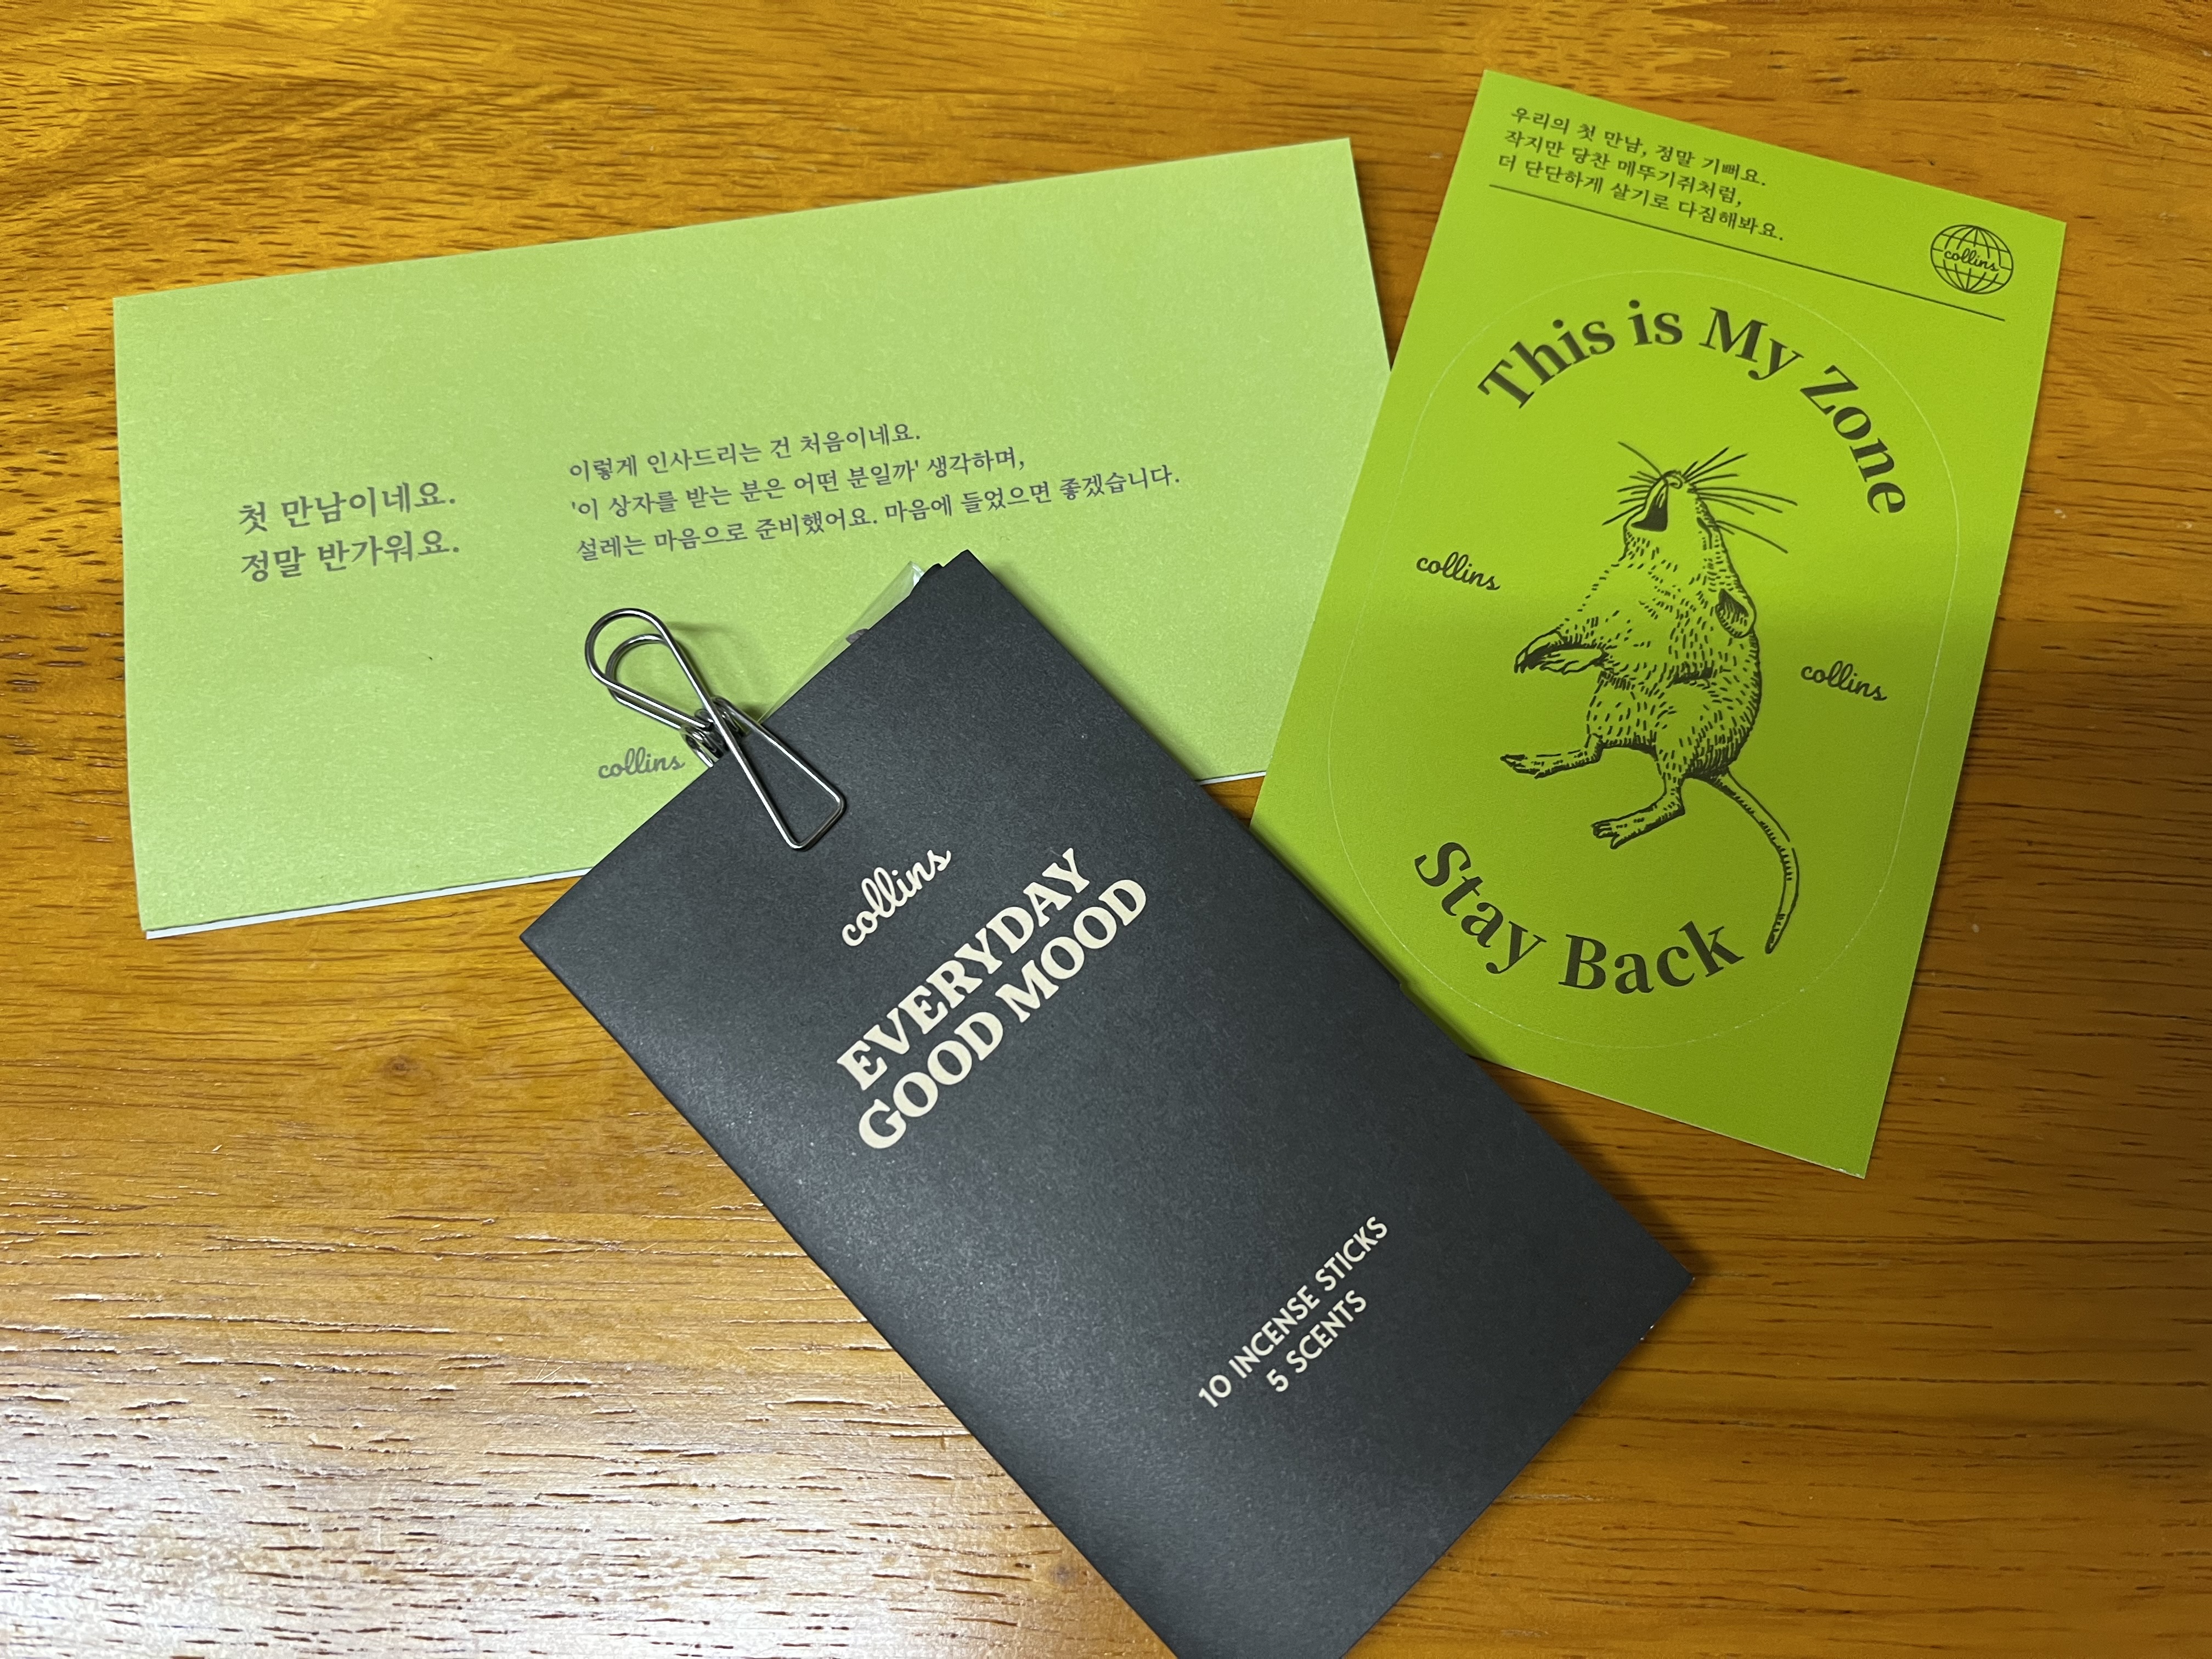 첫 만남이네요.
정말 반가워요.
이렇게 인사드리는 건 처음이네요.
'이 상자를 받는 분은 어떤 분일까' 생각하며,
설레는 마음으로 준비했어요. 마음에 들었으면 좋겠습니다.
collins
우리의 첫 만남, 정말 기뻐요.
작지만 당찬 메뚜기쥐처럼,
더 단단하게 살기로 다짐해봐요.
collins
This is My Zone
collins
collins
Stay Back
collins
EVERYDAY
GOOD MOOD
10 INCENSE STICKS
5 SCENTS